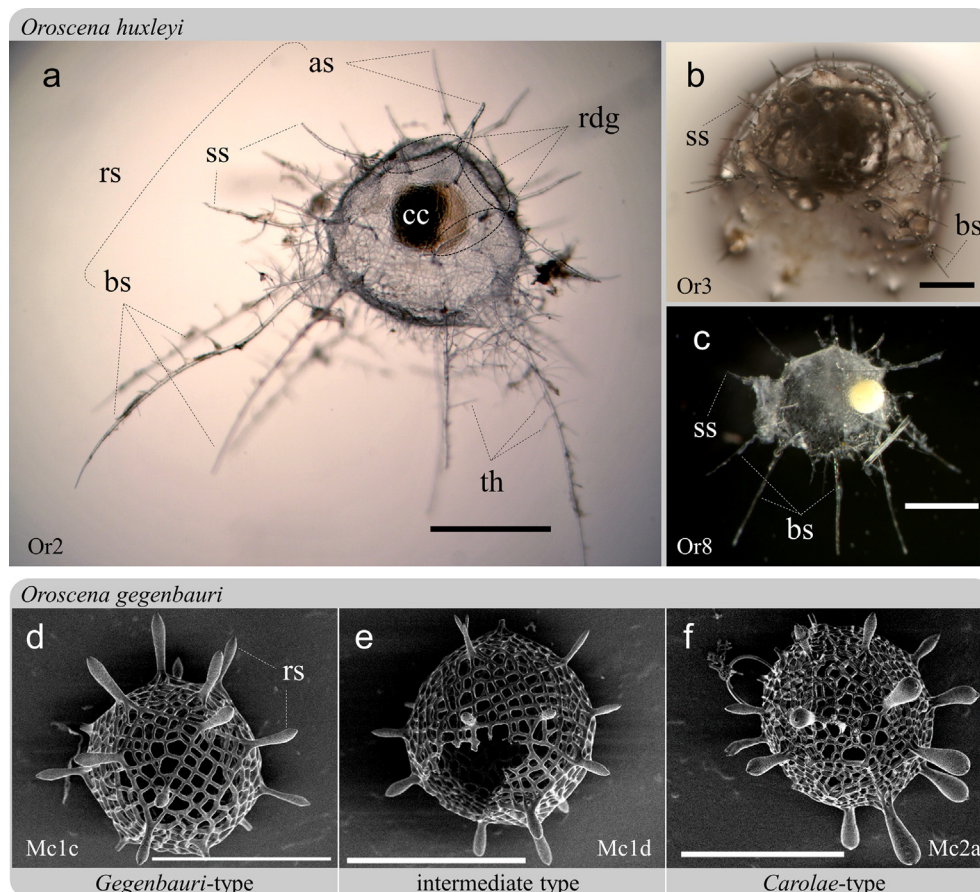 Oroscena huxleyi
a
as
rdg
ss
rs
cc
bs
th
Or2
b
ss
bs
Or3
c
ss
bs
Or8
Oroscena gegenbauri
d
rs
Mc1c
e
Mc1d
f
Mc2a
Gegenbauri-type
intermediate type
Carolae-type